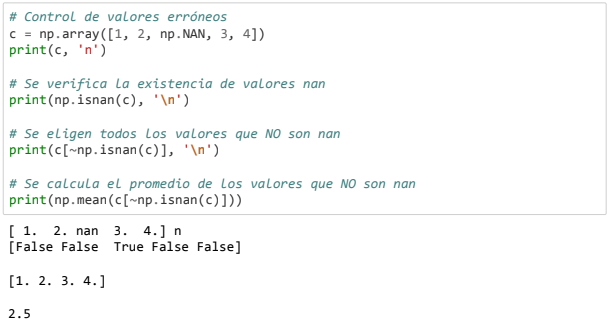 # Control de valores erróneos
c = np.array([1, 2, np.NAN, 3, 4])
print(c, 'n')
# Se verifica la existencia de valores nan
print(np.isnan(c), '\n')
# Se eligen todos los valores que NO son nan
print(c[~np.isnan(c)], '\n')
# Se calcula el promedio de los valores que NO son nan
print(np.mean(c[~np.isnan(c)]))
[ 1.  2. nan  3.  4.] n
[False False  True False False]
[1. 2. 3. 4.]
2.5